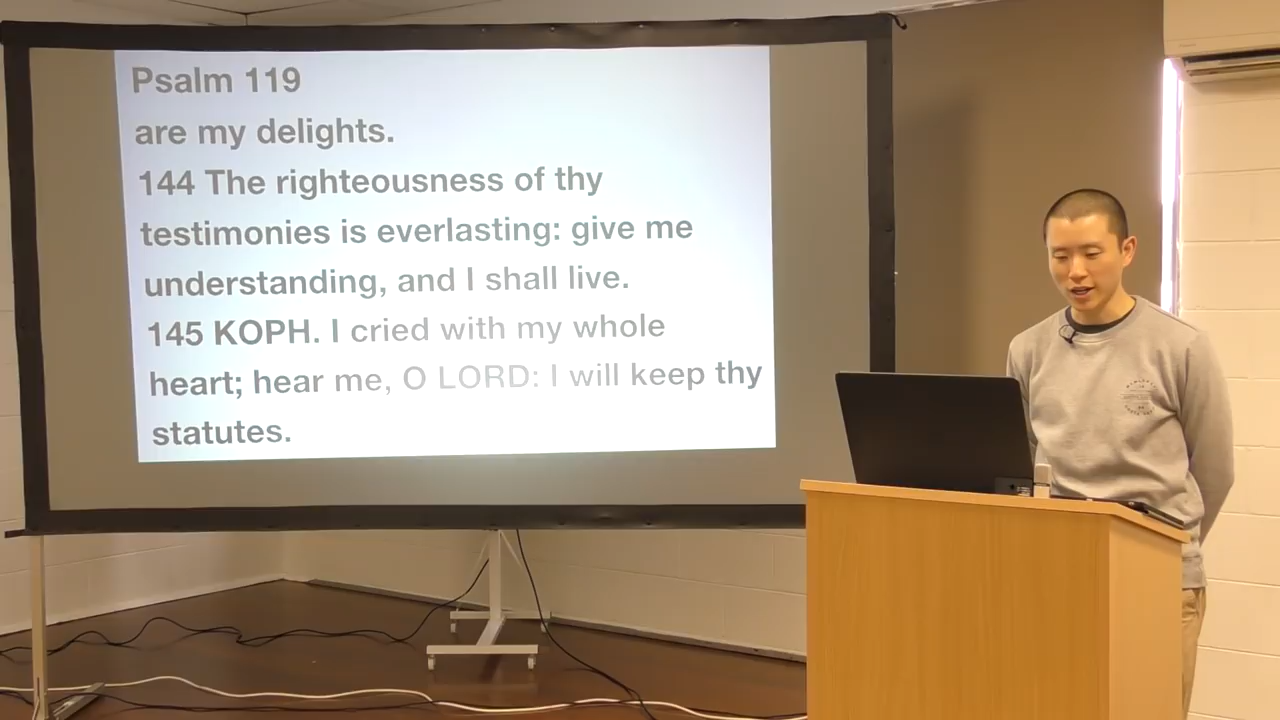 Psalm 119
are my delights.
144 The righteousness of thy
testimonies is everlasting: give me
understanding, and I shall live.
145 KOPH. I cried with my whole
heart; hear me, O LORD: I will keep thy
statutes.